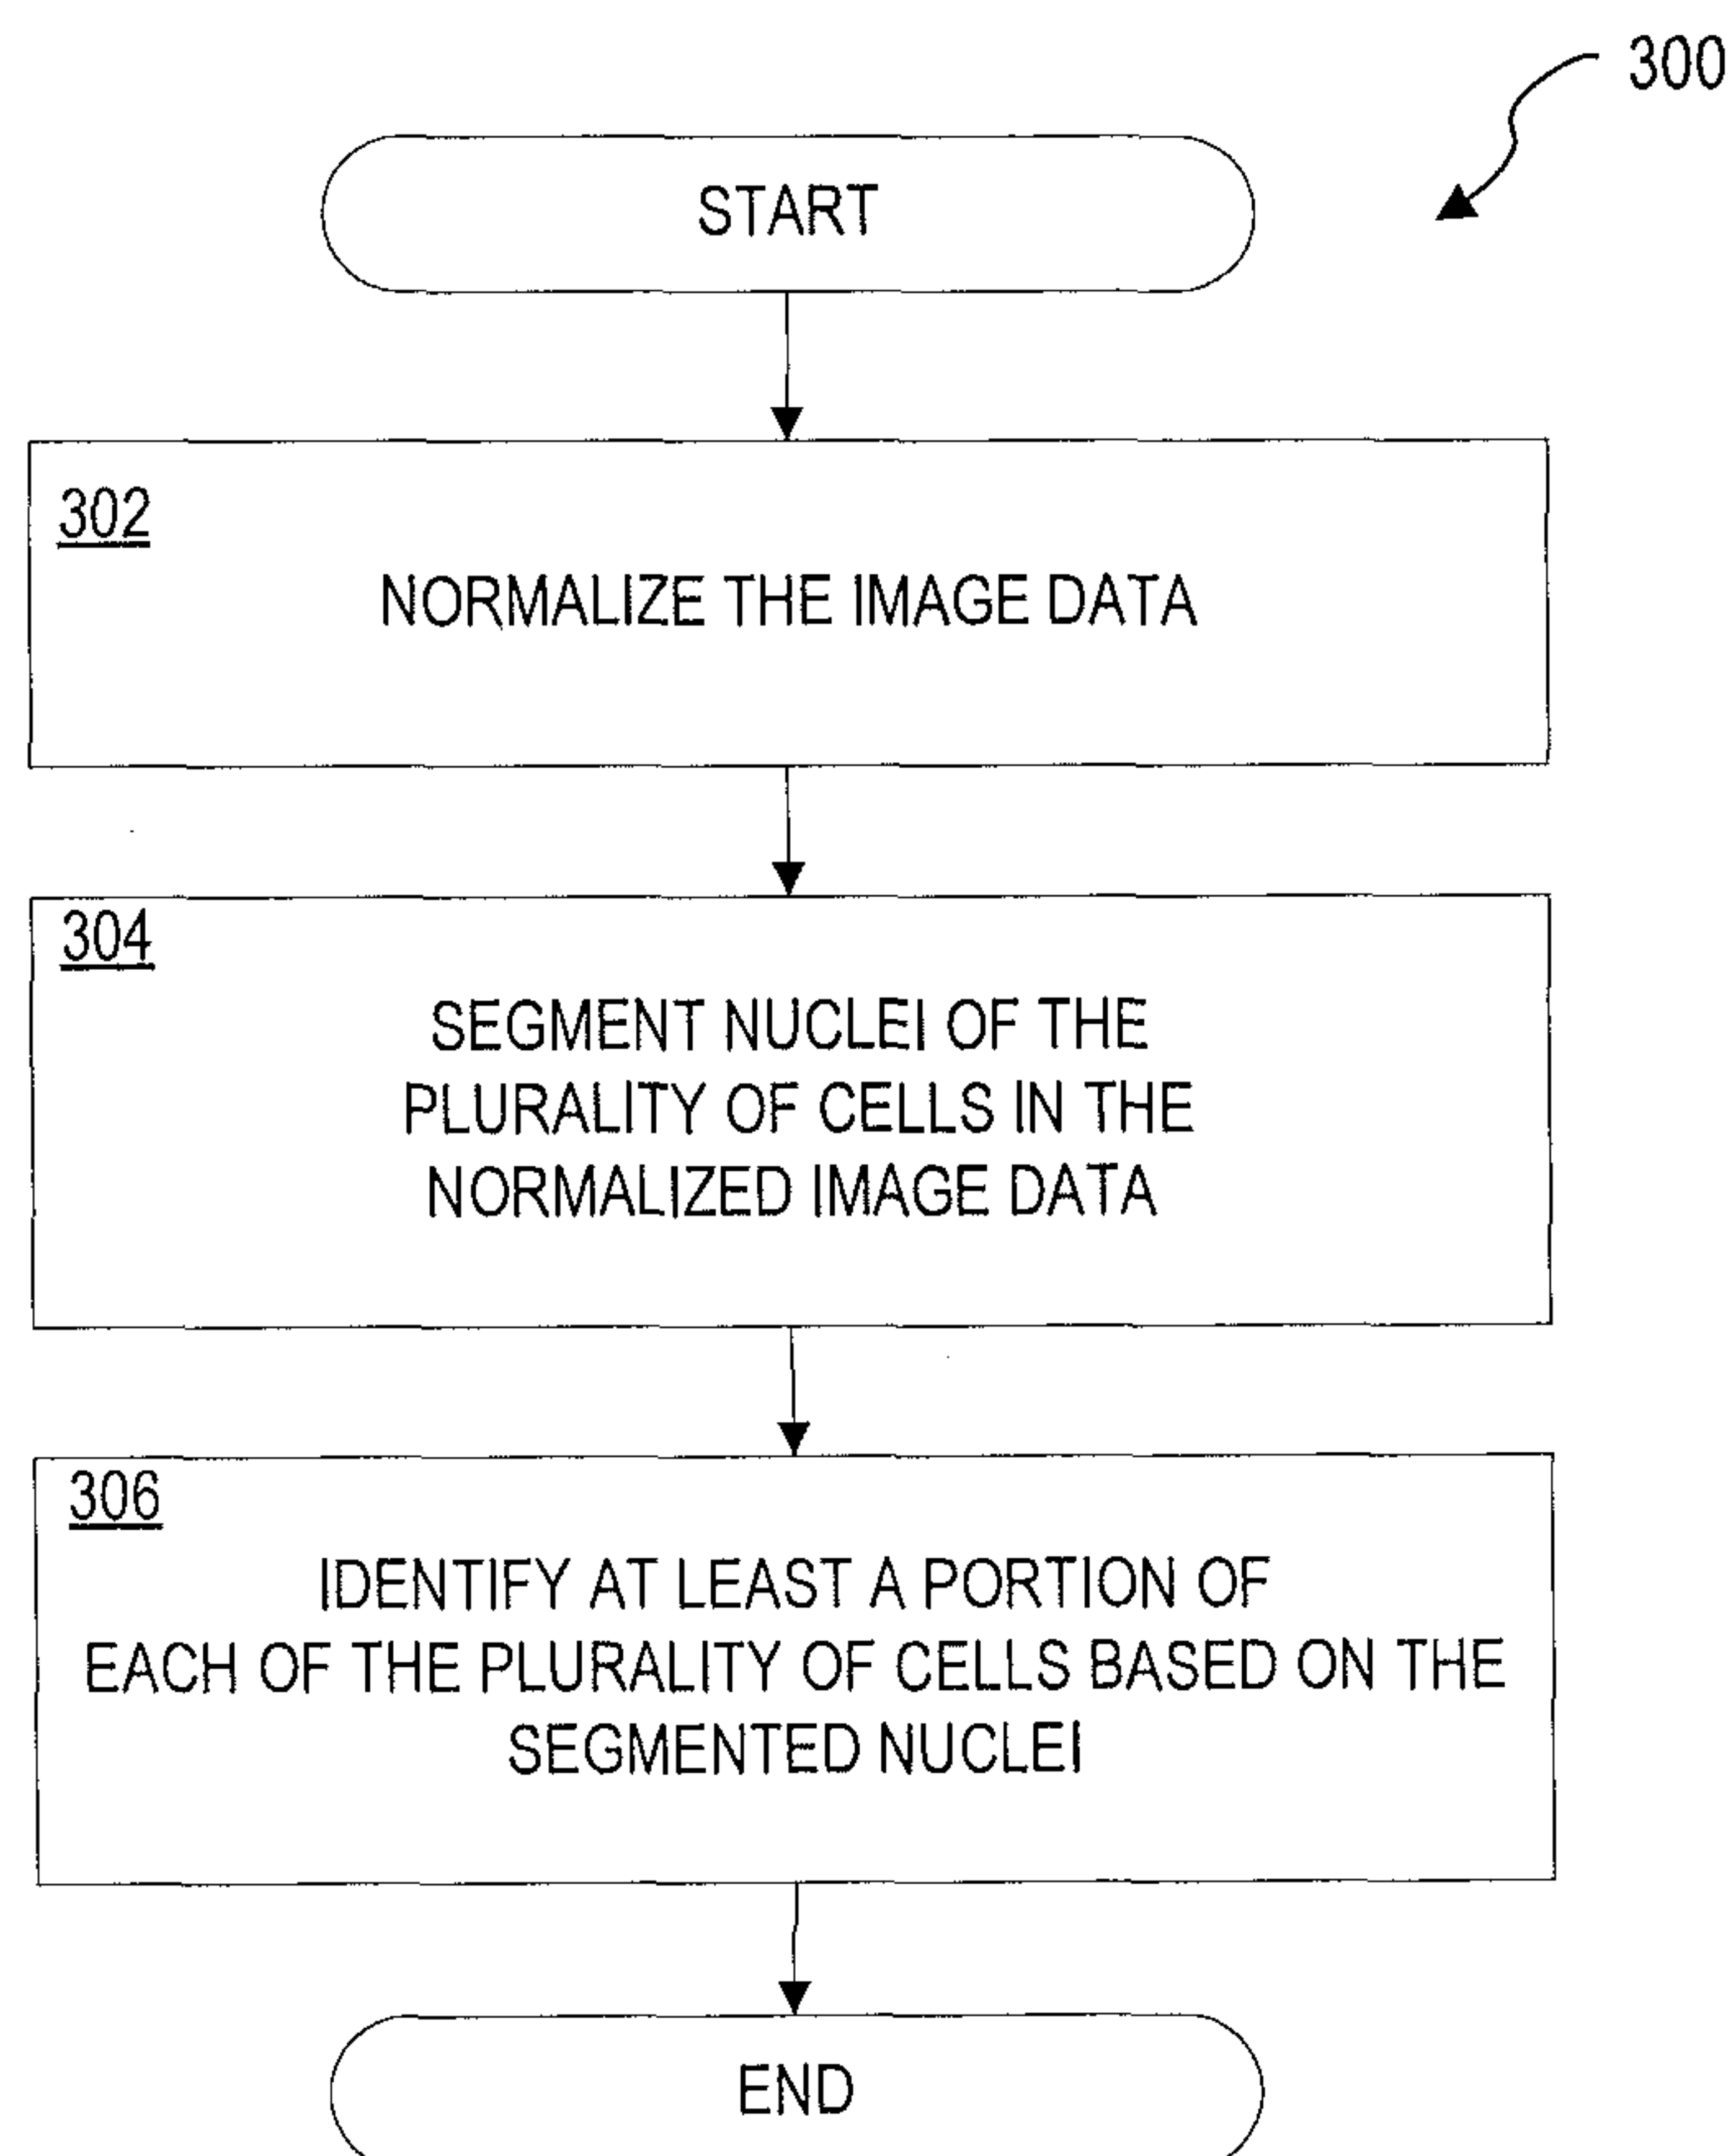 300
START
302
NORMALIZE THE IMAGE DATA
304
SEGMENT NUCLEI OF THE
PLURALITY OF CELLS IN THE
NORMALIZED IMAGE DATA
306
IDENTIFY AT LEAST A PORTION OF
EACH OF THE PLURALITY OF CELLS BASED ON THE
SEGMENTED NUCLEI
END